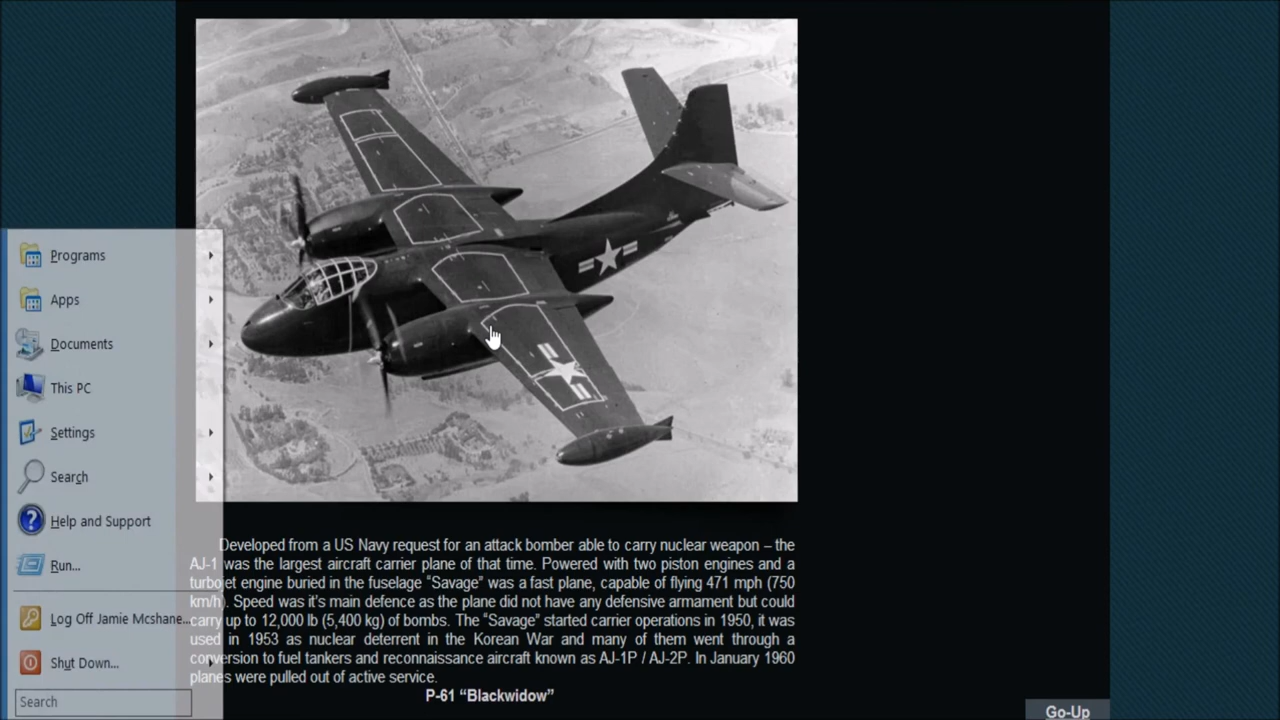 Programs
Apps
Documents
This PC
Settings
Search
Help and Support
Run...
Log Off Jamie Mcshane...
Shut Down...
Search
Developed from a US Navy request for an attack bomber able to carry nuclear weapon – the
AJ-1 was the largest aircraft carrier plane of that time. Powered with two piston engines and a
turbojet engine buried in the fuselage “Savage” was a fast plane, capable of flying 471 mph (750
km/h). Speed was it’s main defence as the plane did not have any defensive armament but could
carry up to 12,000 lb (5,400 kg) of bombs. The “Savage” started carrier operations in 1950, it was
used in 1953 as nuclear deterrent in the Korean War and many of them went through a
conversion to fuel tankers and reconnaissance aircraft known as AJ-1P / AJ-2P. In January 1960
planes were pulled out of active service.
P-61 “Blackwidow”
Go-Up